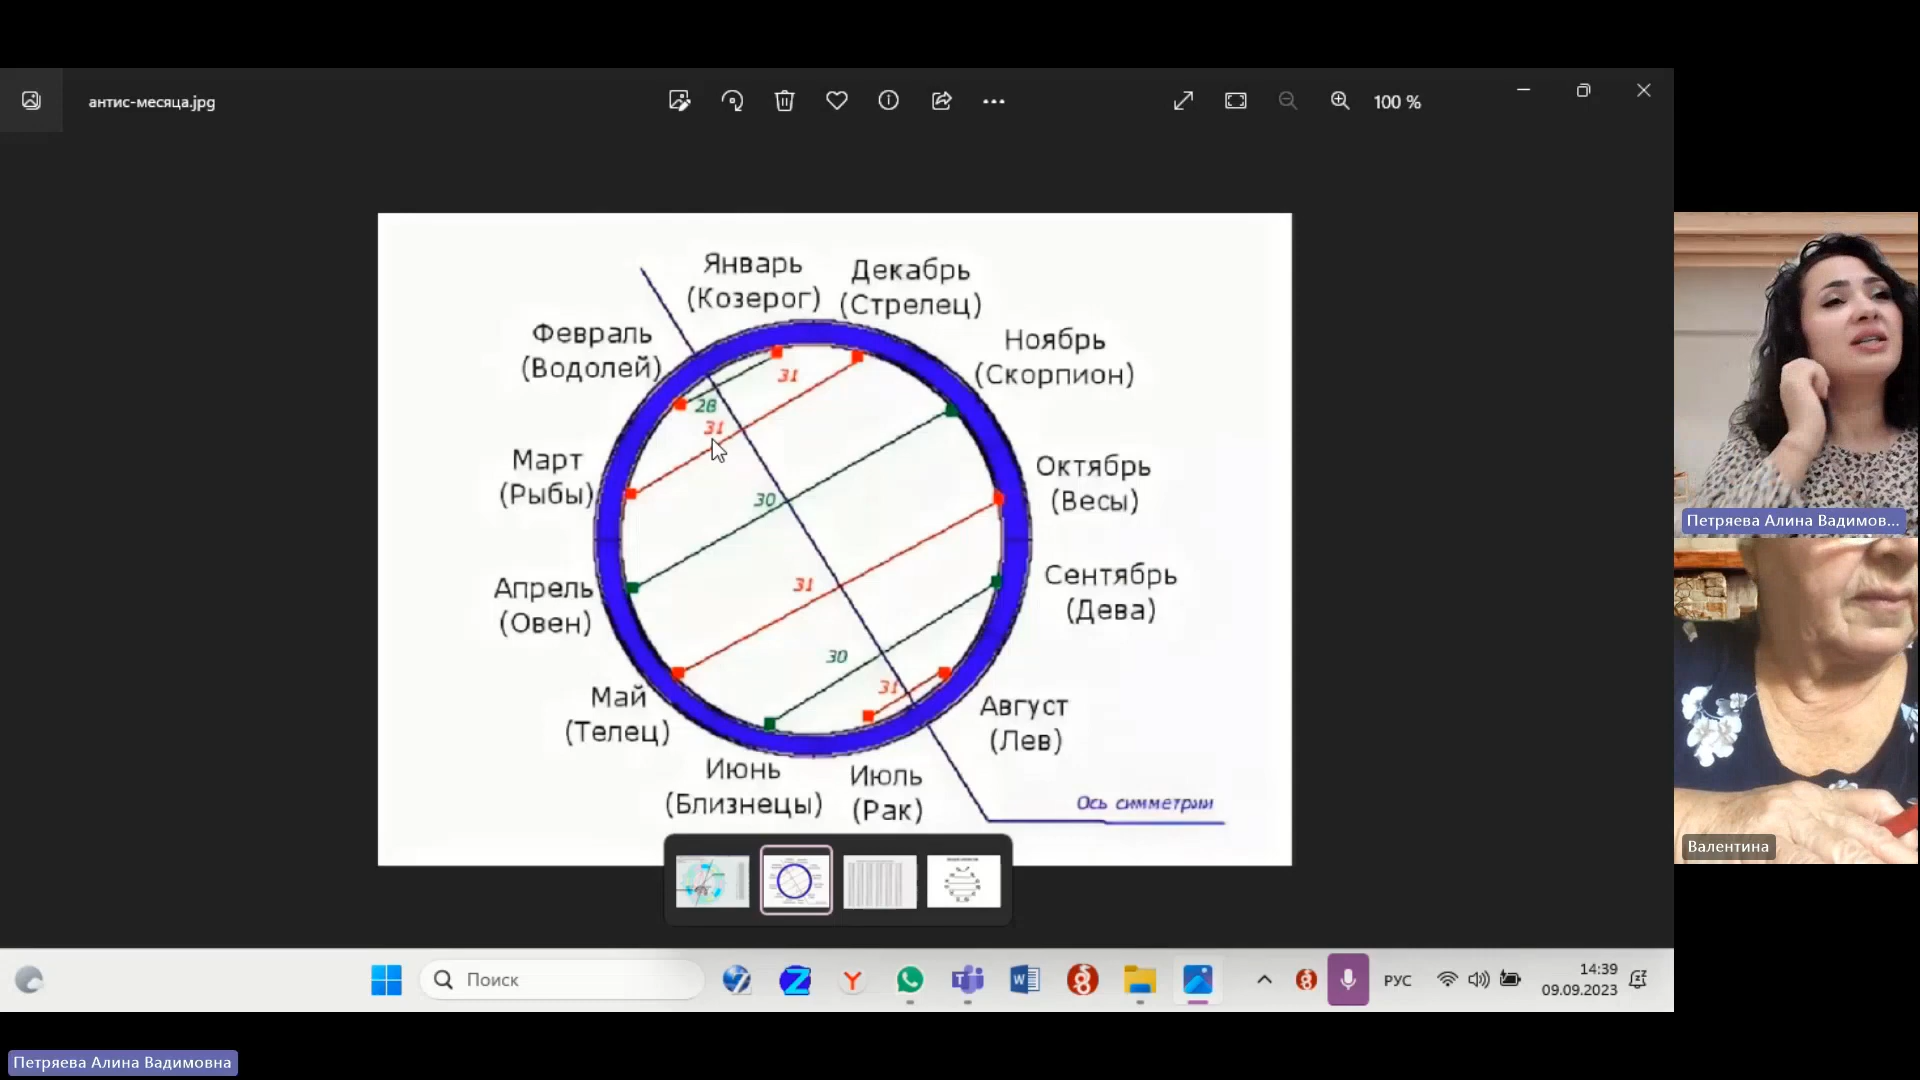 антис-месяца.jpg
100 %
Январь
(Козерог)
Декабрь
(Стрелец)
Февраль
(Водолей)
Ноябрь
(Скорпион)
31
28
31
Март
(Рыбы)
Октябрь
(Весы)
30
Апрель
(Овен)
Сентябрь
(Дева)
31
30
31
Май
(Телец)
Август
(Лев)
Июнь
(Близнецы)
Июль
(Рак)
Ось симметрии
Петряева Алина Вадимов...
Валентина
Поиск
РУС
14:39
09.09.2023
Петряева Алина Вадимовна